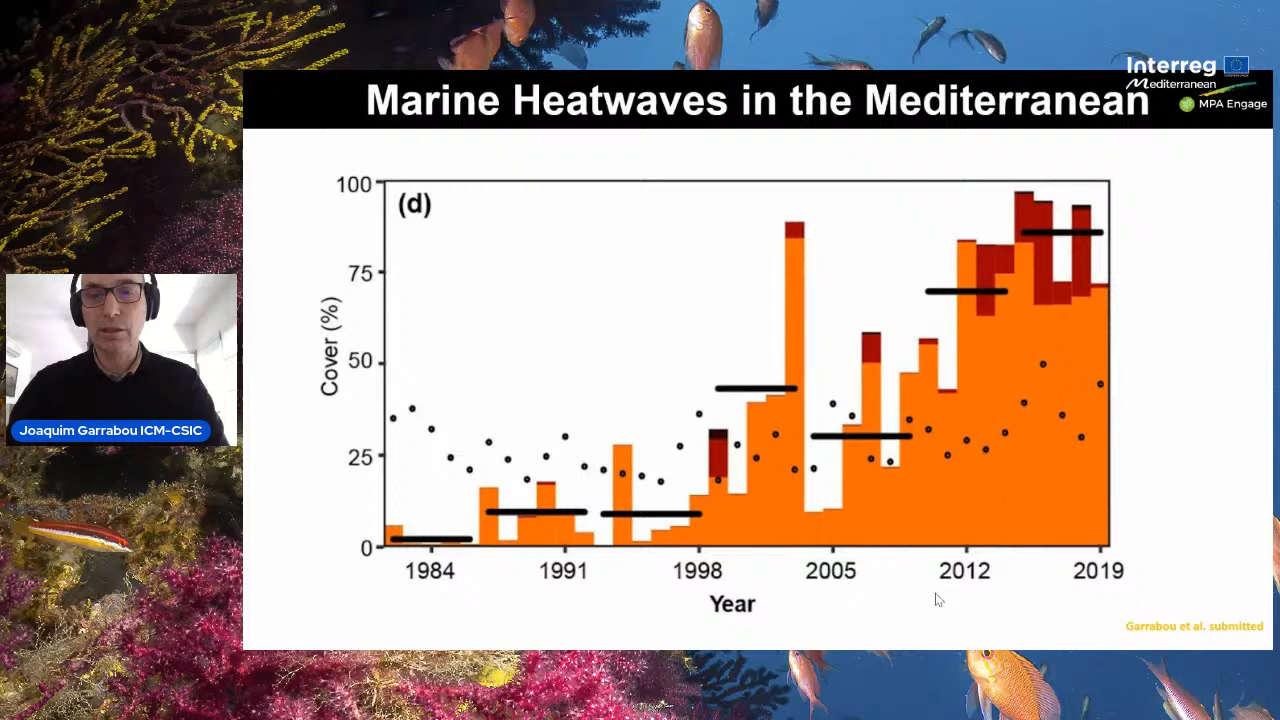 Marine Heatwaves in the Mediterranean
Interreg
Mediterranean
MPA Engage
(d)
100
75
50
25
0
Cover (%)
1984
1991
1998
2005
2012
2019
Year
Garrabou et al. submitted
Joaquim Garrabou ICM-CSIC